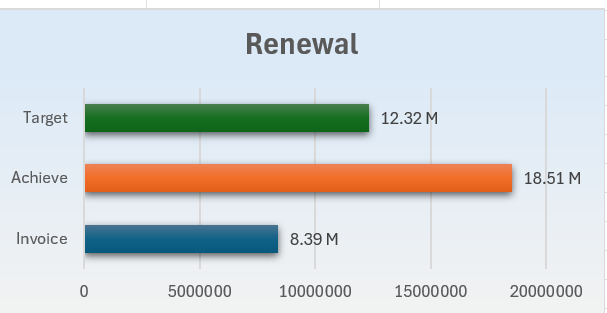 Renewal
Target 12.32 M
Achieve 18.51 M
Invoice 8.39 M
0 5000000 10000000 15000000 20000000